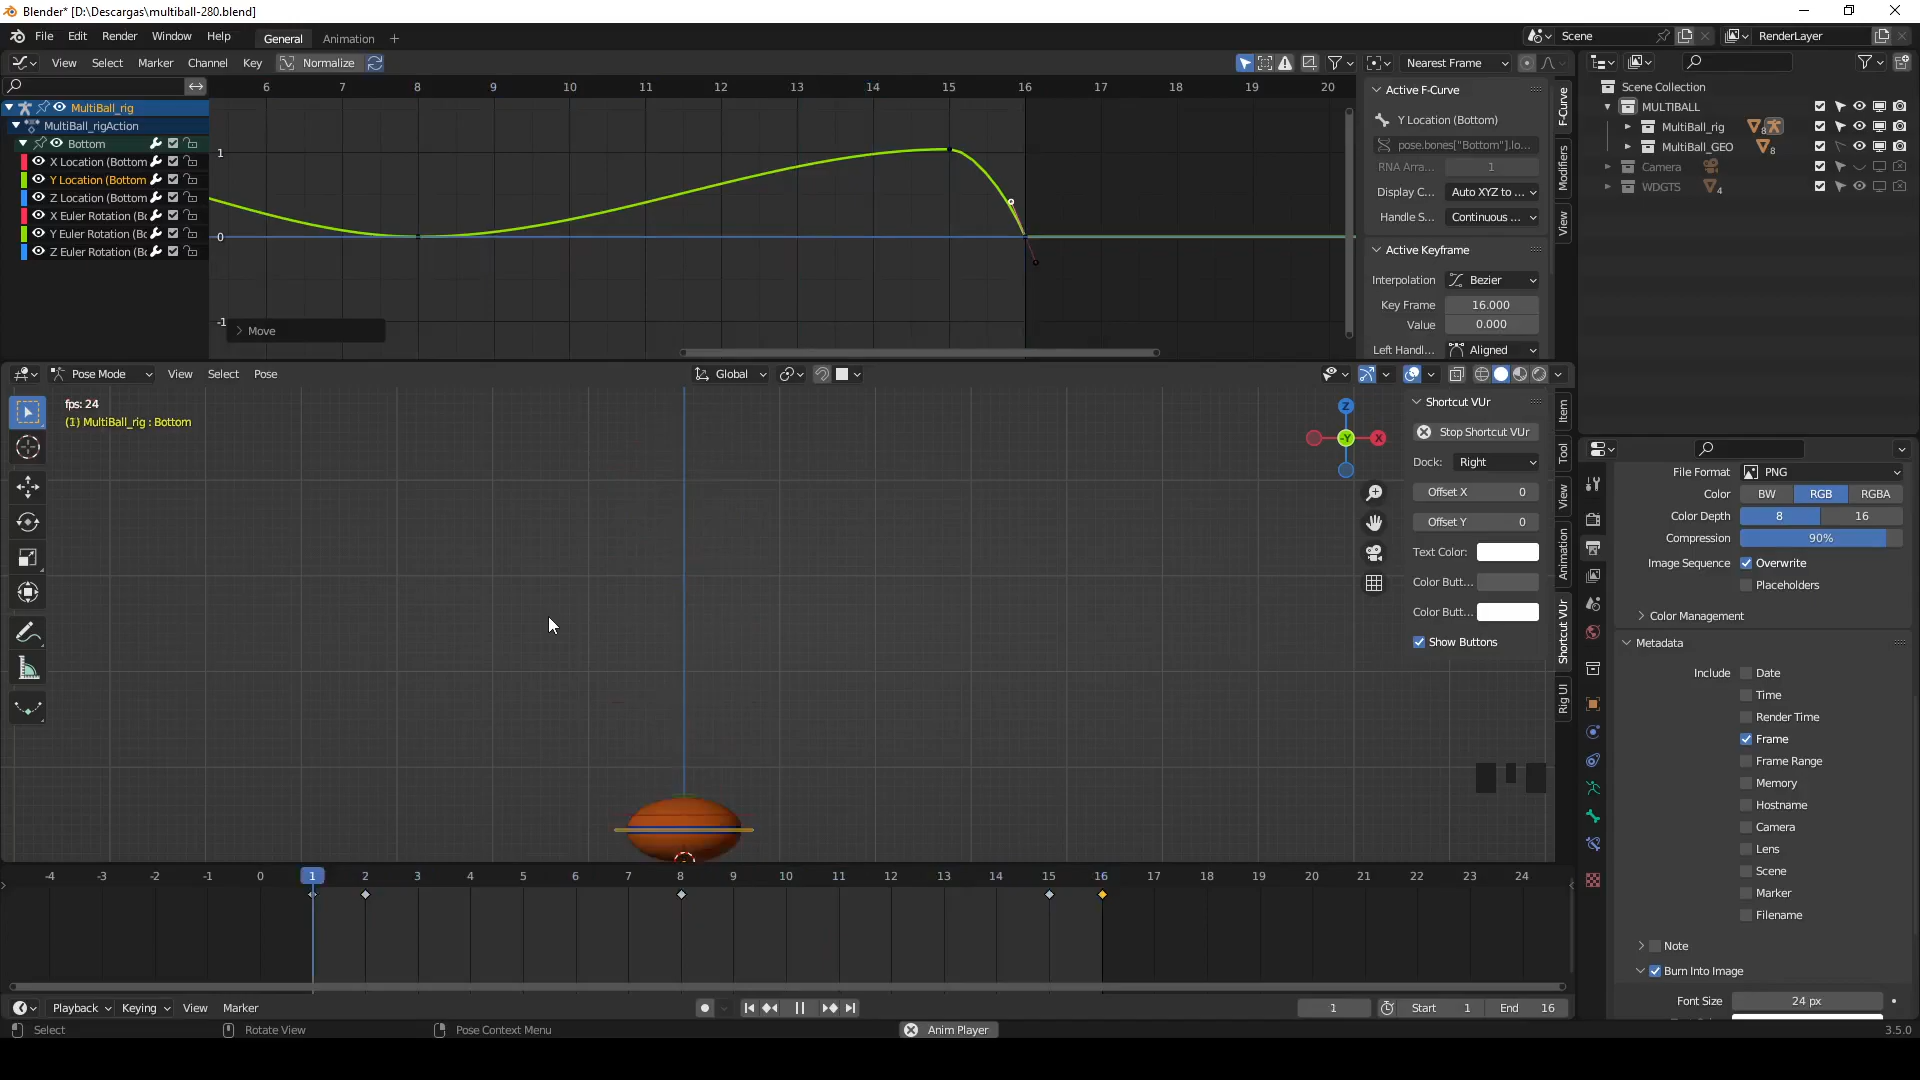 Blender* [D:\Descargas\multiball-280.blend]
File Edit Render Window Help General Animation Scene RenderLayer
View Select Marker Channel Key Normalize Nearest Frame
6 7 8 9 10 11 12 13 14 15 16 17 18 19 20
MultiBall_rig
MultiBall_rigAction
Bottom
X Location (Bottom
Y Location (Bottom
Z Location (Bottom
X Euler Rotation (Bo
Y Euler Rotation (Bo
Z Euler Rotation (Bo
1
0
-1
Move
Active F-Curve
Y Location (Bottom)
pose.bones["Bottom"].lo...
RNA Arra... 1
Display C... Auto XYZ to ...
Handle S... Continuous ...
Active Keyframe
Interpolation Bezier
Key Frame 16.000
Value 0.000
Left Handl... Aligned
F-Curve
Modifiers
View
Scene Collection
MULTIBALL
MultiBall_rig 8
MultiBall_GEO 8
Camera
WDGTS 4
Pose Mode View Select Pose Global
fps: 24
(1) MultiBall_rig : Bottom
Z
-Y
X
Shortcut VUr
Stop Shortcut VUr
Dock: Right
Offset X 0
Offset Y 0
Text Color:
Color Butt...
Color Butt...
Show Buttons
Item
Tool
View
Animation
Shortcut VUr
Rig UI
File Format PNG
Color BW RGB RGBA
Color Depth 8 16
Compression 90%
Image Sequence Overwrite
Placeholders
Color Management
Metadata
Include Date
Time
Render Time
Frame
Frame Range
Memory
Hostname
Camera
Lens
Scene
Marker
Filename
Note
Burn Into Image
Font Size 24 px
-4 -3 -2 -1 0 1 2 3 4 5 6 7 8 9 10 11 12 13 14 15 16 17 18 19 20 21 22 23 24
Playback Keying View Marker 1 Start 1 End 16
Select Rotate View Pose Context Menu Anim Player 3.5.0